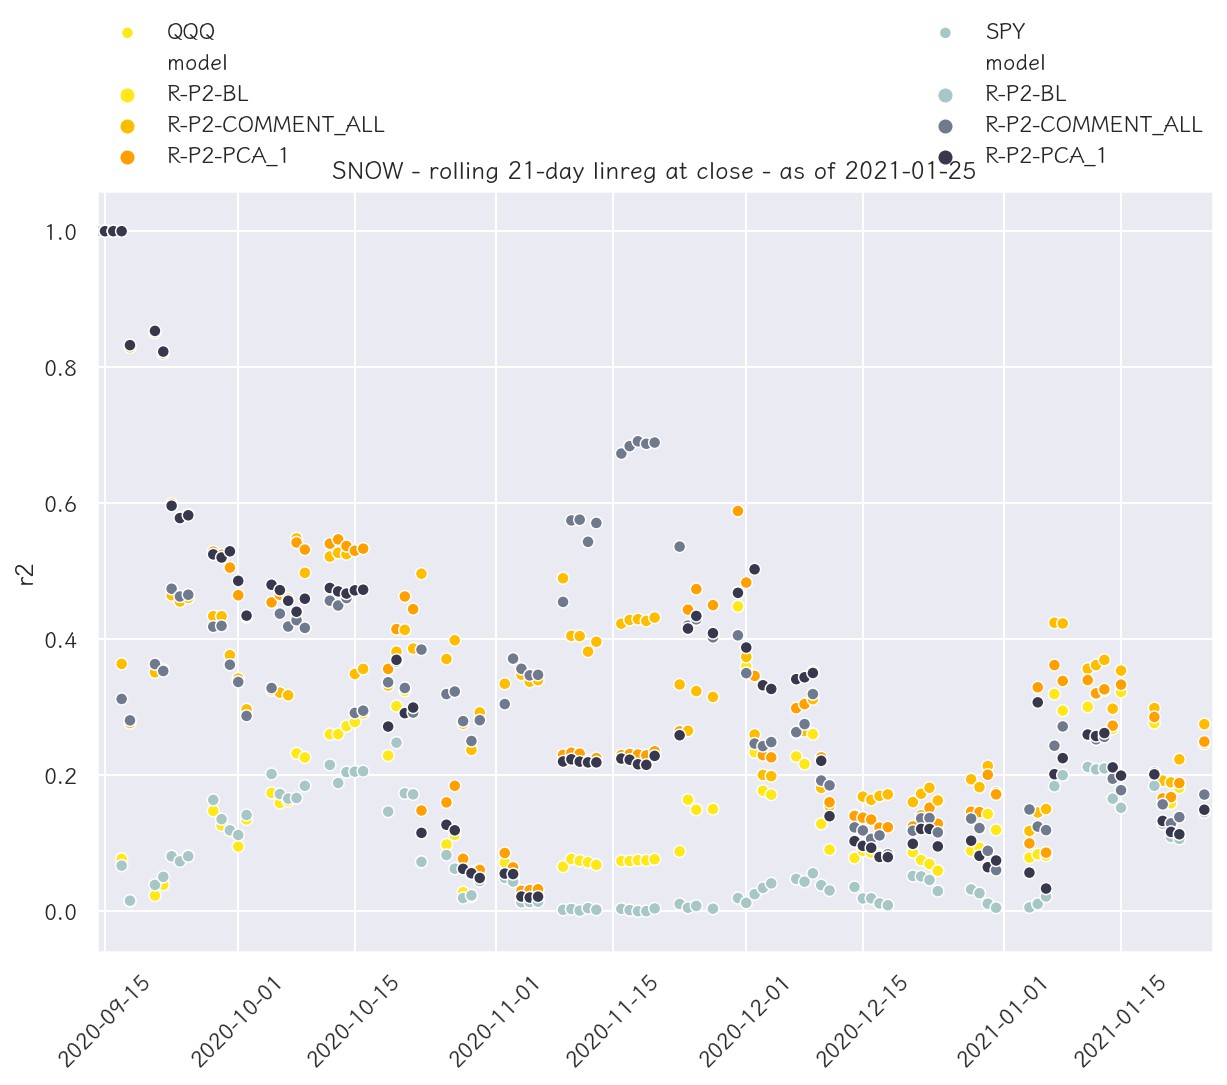 QQQ
model
R-P2-BL
R-P2-COMMENT_ALL
R-P2-PCA_1
SPY
model
R-P2-BL
R-P2-COMMENT_ALL
R-P2-PCA_1
SNOW - rolling 21-day linreg at close - as of 2021-01-25
r2
1.0
0.8
0.6
0.4
0.2
0.0
2020-09-15
2020-10-01
2020-10-15
2020-11-01
2020-11-15
2020-12-01
2020-12-15
2021-01-01
2021-01-15